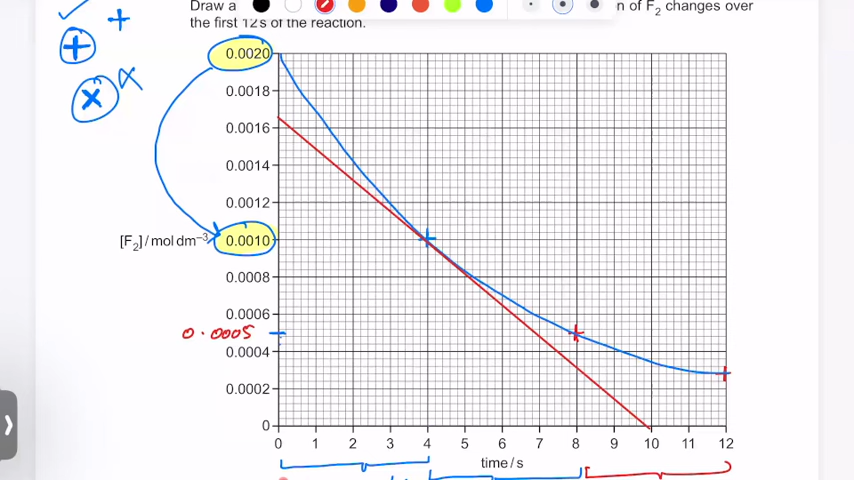 Draw a n of F₂ changes over
the first 12 s of the reaction.
0.0020
0.0018
0.0016
0.0014
0.0012
[F₂] / mol dm⁻³ 0.0010
0.0008
0.0006
0.0005
0.0004
0.0002
0
0 1 2 3 4 5 6 7 8 9 10 11 12
time / s